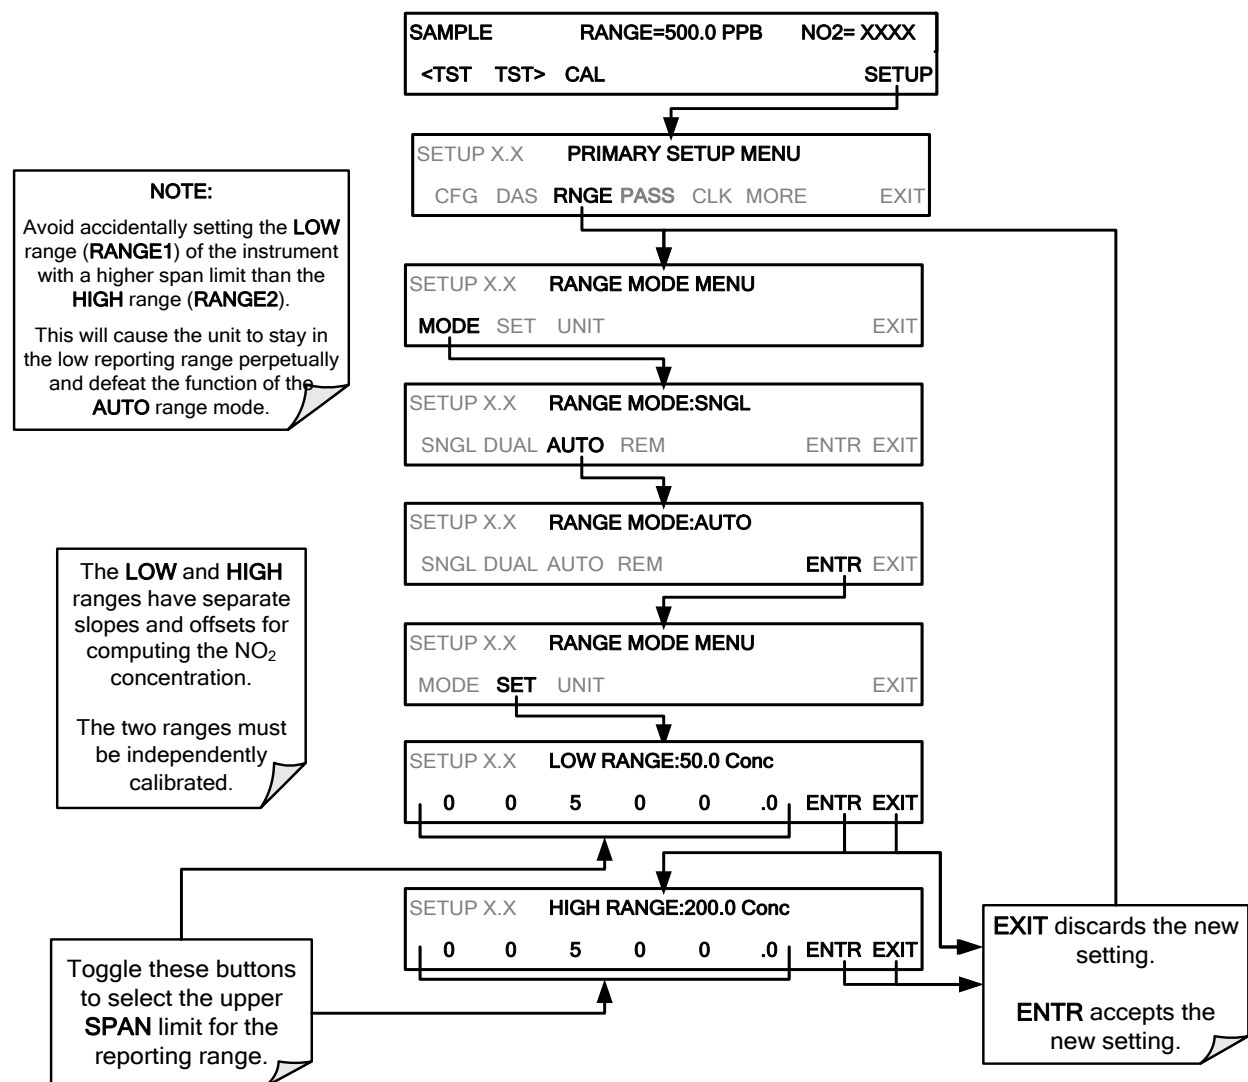 SAMPLE RANGE=500.0 PPB NO2= XXXX
<TST TST> CAL SETUP
SETUP X.X PRIMARY SETUP MENU
CFG DAS RNGE PASS CLK MORE EXIT
NOTE:
Avoid accidentally setting the LOW
range (RANGE1) of the instrument
with a higher span limit than the
HIGH range (RANGE2).
This will cause the unit to stay in
the low reporting range perpetually
and defeat the function of the
AUTO range mode.
SETUP X.X RANGE MODE MENU
MODE SET UNIT EXIT
SETUP X.X RANGE MODE:SNGL
SNGL DUAL AUTO REM ENTR EXIT
SETUP X.X RANGE MODE:AUTO
SNGL DUAL AUTO REM ENTR EXIT
The LOW and HIGH
ranges have separate
slopes and offsets for
computing the NO₂
concentration.
The two ranges must
be independently
calibrated.
SETUP X.X RANGE MODE MENU
MODE SET UNIT EXIT
SETUP X.X LOW RANGE:50.0 Conc
0 0 5 0 0 .0 ENTR EXIT
SETUP X.X HIGH RANGE:200.0 Conc
0 0 5 0 0 .0 ENTR EXIT
Toggle these buttons
to select the upper
SPAN limit for the
reporting range.
EXIT discards the new
setting.
ENTR accepts the
new setting.